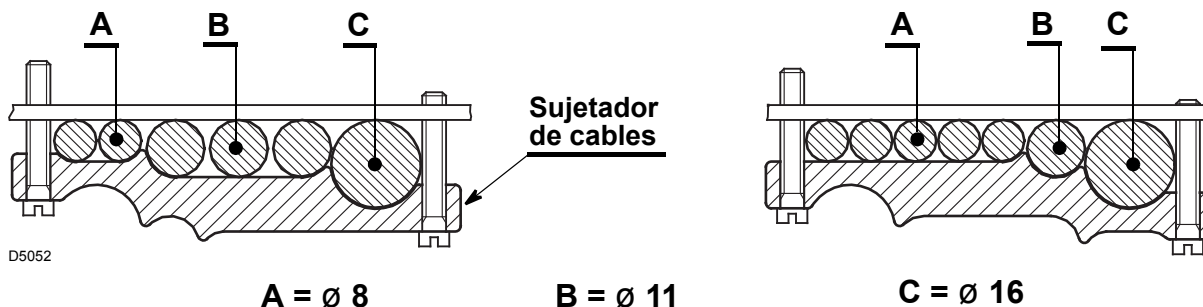 A B C
A B C
Sujetador
de cables
D5052
A = ø 8
B = ø 11
C = ø 16